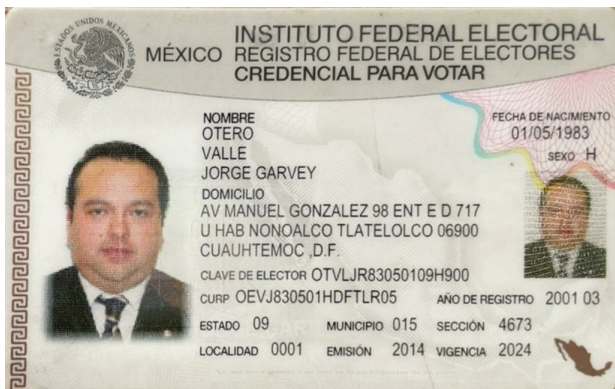 ESTADOS UNIDOS MEXICANOS
INSTITUTO FEDERAL ELECTORAL
MÉXICO REGISTRO FEDERAL DE ELECTORES
CREDENCIAL PARA VOTAR
NOMBRE
OTERO
VALLE
JORGE GARVEY
FECHA DE NACIMIENTO
01/05/1983
SEXO H
DOMICILIO
AV MANUEL GONZALEZ 98 ENT E D 717
U HAB NONOALCO TLATELOLCO 06900
CUAUHTEMOC ,D.F.
CLAVE DE ELECTOR OTVLJR83050109H900
CURP OEVJ830501HDFTLR05 AÑO DE REGISTRO 2001 03
ESTADO 09 MUNICIPIO 015 SECCIÓN 4673
LOCALIDAD 0001 EMISIÓN 2014 VIGENCIA 2024